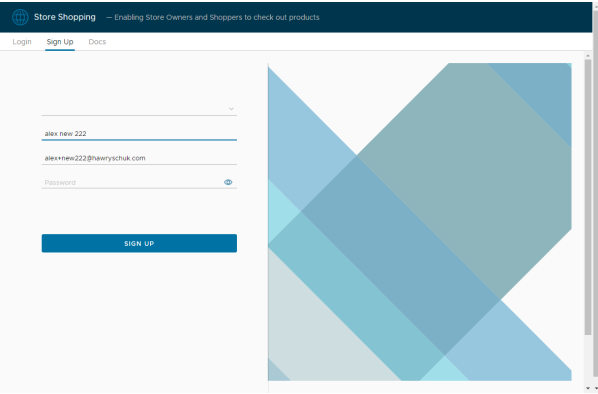 Store Shopping — Enabling Store Owners and Shoppers to check out products
Login Sign Up Docs
alex new 222
alex+new222@hawryschuk.com
Password
SIGN UP